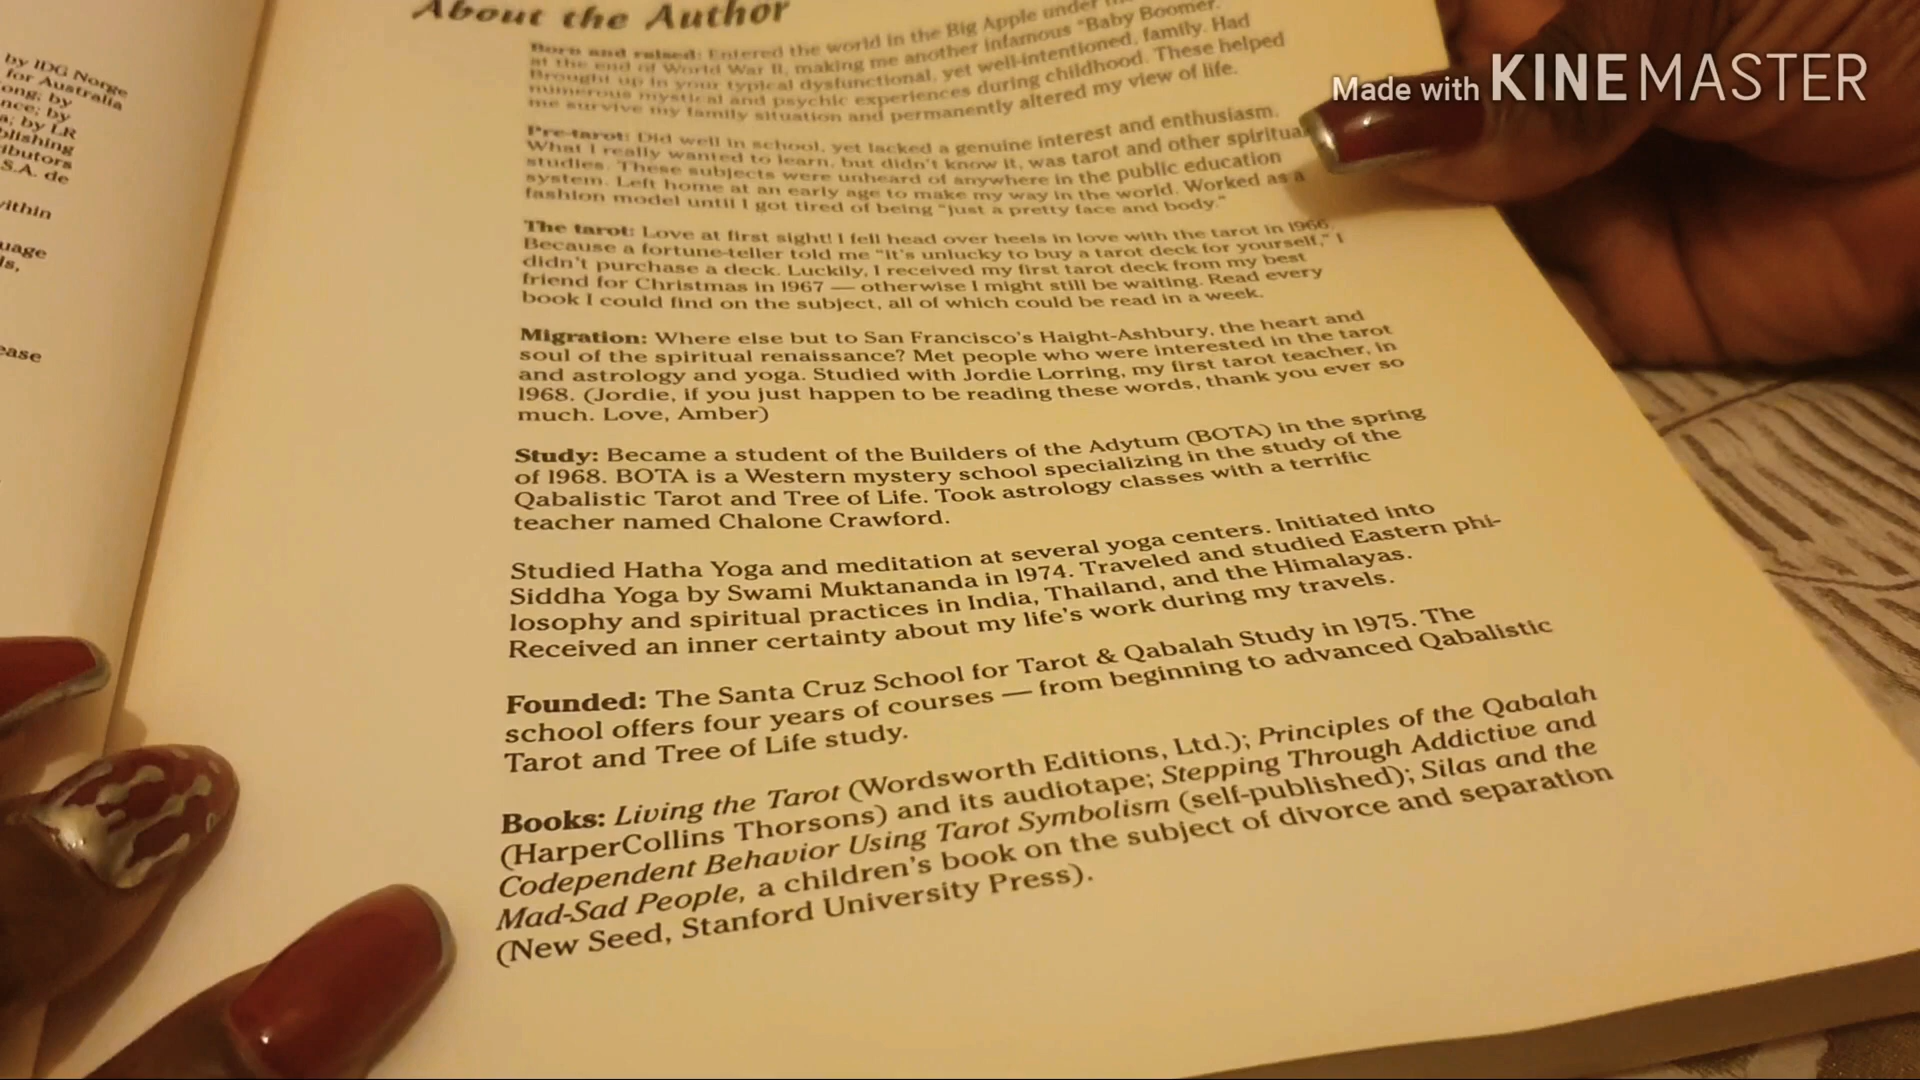 by IDG Norge
for Australia
ong; by
nce; by
a; by LR
blishing
ributors
S.A. de
within
uage
ls,
ease
About the Author
Born and raised: Entered the world in the Big Apple under
at the end of World War II, making me another infamous "Baby Boomer."
Brought up in your typical dysfunctional, yet well-intentioned, family. Had
numerous mystical and psychic experiences during childhood. These helped
me survive my family situation and permanently altered my view of life.
Pre-tarot: Did well in school, yet lacked a genuine interest and enthusiasm.
What I really wanted to learn, but didn't know it, was tarot and other spiritual
studies. These subjects were unheard of anywhere in the public education
system. Left home at an early age to make my way in the world. Worked as a
fashion model until I got tired of being "just a pretty face and body."
The tarot: Love at first sight! I fell head over heels in love with the tarot in 1966.
Because a fortune-teller told me "it's unlucky to buy a tarot deck for yourself," I
didn't purchase a deck. Luckily, I received my first tarot deck from my best
friend for Christmas in 1967 — otherwise I might still be waiting. Read every
book I could find on the subject, all of which could be read in a week.
Migration: Where else but to San Francisco's Haight-Ashbury, the heart and
soul of the spiritual renaissance? Met people who were interested in the tarot
and astrology and yoga. Studied with Jordie Lorring, my first tarot teacher, in
1968. (Jordie, if you just happen to be reading these words, thank you ever so
much. Love, Amber)
Study: Became a student of the Builders of the Adytum (BOTA) in the spring
of 1968. BOTA is a Western mystery school specializing in the study of the
Qabalistic Tarot and Tree of Life. Took astrology classes with a terrific
teacher named Chalone Crawford.
Studied Hatha Yoga and meditation at several yoga centers. Initiated into
Siddha Yoga by Swami Muktananda in 1974. Traveled and studied Eastern phi-
losophy and spiritual practices in India, Thailand, and the Himalayas.
Received an inner certainty about my life's work during my travels.
Founded: The Santa Cruz School for Tarot & Qabalah Study in 1975. The
school offers four years of courses — from beginning to advanced Qabalistic
Tarot and Tree of Life study.
Books: Living the Tarot (Wordsworth Editions, Ltd.); Principles of the Qabalah
(HarperCollins Thorsons) and its audiotape; Stepping Through Addictive and
Codependent Behavior Using Tarot Symbolism (self-published); Silas and the
Mad-Sad People, a children's book on the subject of divorce and separation
(New Seed, Stanford University Press).
Made with KINEMASTER